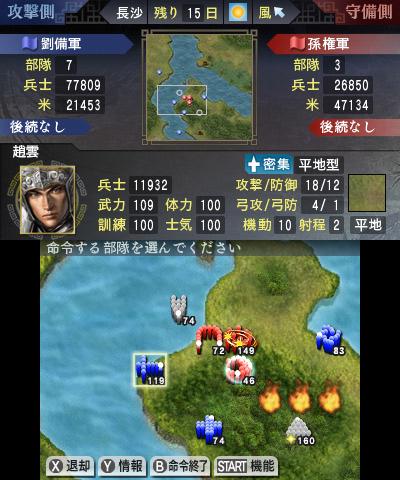 攻撃側 長沙 残り 15日 風 守備側
劉備軍 孫権軍
部隊 7 部隊 3
兵士 77809 兵士 26850
米 21453 米 47134
後続なし 後続なし
趙雲
密集 平地型
兵士 11932 攻撃/防御 18/12
武力 109 体力 100 弓攻/弓防 4/1
訓練 100 士気 100 機動 10 射程 2 平地
命令する部隊を選んでください
74
72 149 83
119 46
74 160
X 退却 Y 情報 B 命令終了 START 機能